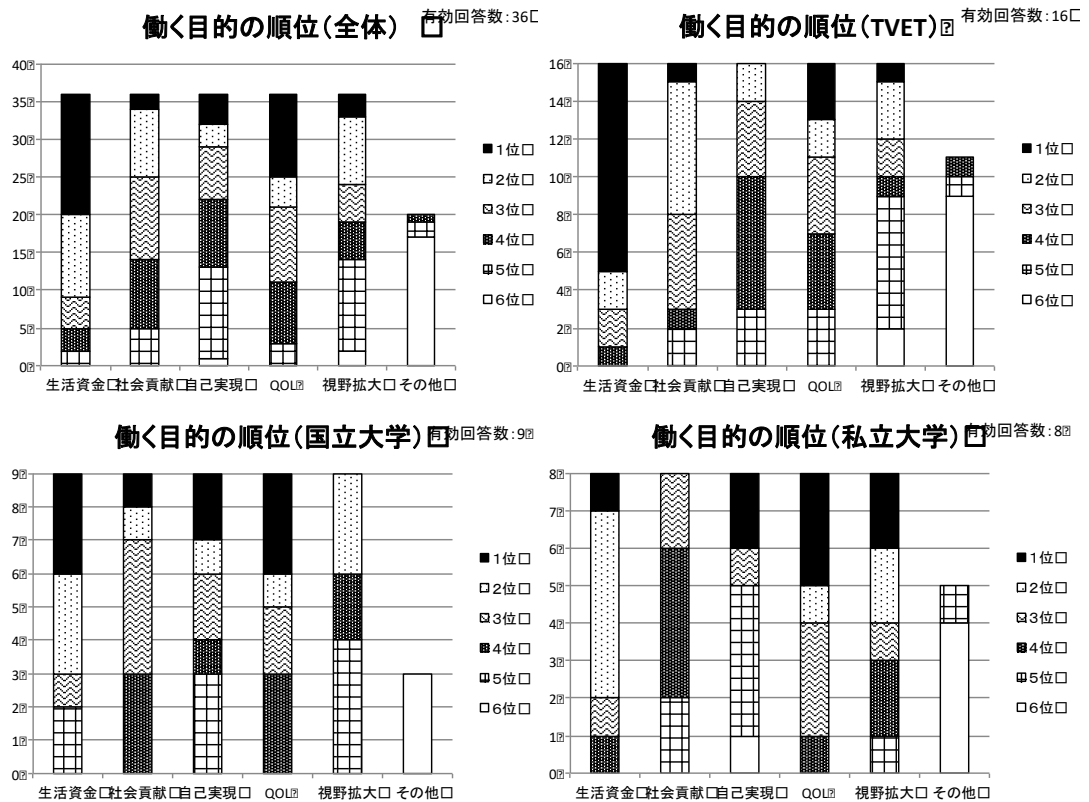 働く目的の順位(全体)
有効回答数:36
40
35
30
25
20
15
10
5
0
生活資金 社会貢献 自己実現 QOL 視野拡大 その他
1位
2位
3位
4位
5位
6位
働く目的の順位(TVET)
有効回答数:16
16
14
12
10
8
6
4
2
0
生活資金 社会貢献 自己実現 QOL 視野拡大 その他
1位
2位
3位
4位
5位
6位
働く目的の順位(国立大学)
有効回答数:9
9
8
7
6
5
4
3
2
1
0
生活資金 社会貢献 自己実現 QOL 視野拡大 その他
1位
2位
3位
4位
5位
6位
働く目的の順位(私立大学)
有効回答数:8
8
7
6
5
4
3
2
1
0
生活資金 社会貢献 自己実現 QOL 視野拡大 その他
1位
2位
3位
4位
5位
6位